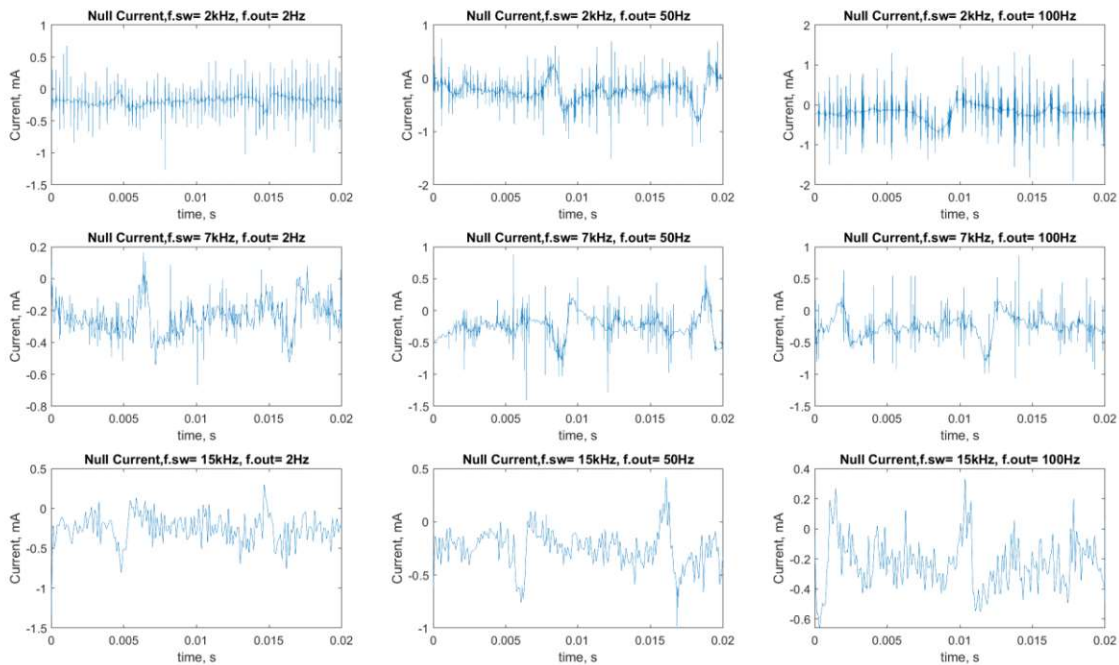 Null Current,f.sw= 2kHz, f.out= 2Hz
1
0.5
0
-0.5
-1
-1.5
Current, mA
0 0.005 0.01 0.015 0.02
time, s
Null Current,f.sw= 2kHz, f.out= 50Hz
1
0
-1
-2
Current, mA
0 0.005 0.01 0.015 0.02
time, s
Null Current,f.sw= 2kHz, f.out= 100Hz
2
1
0
-1
-2
Current, mA
0 0.005 0.01 0.015 0.02
time, s
Null Current,f.sw= 7kHz, f.out= 2Hz
0.2
0
-0.2
-0.4
-0.6
-0.8
Current, mA
0 0.005 0.01 0.015 0.02
time, s
Null Current,f.sw= 7kHz, f.out= 50Hz
1
0.5
0
-0.5
-1
-1.5
Current, mA
0 0.005 0.01 0.015 0.02
time, s
Null Current,f.sw= 7kHz, f.out= 100Hz
1
0.5
0
-0.5
-1
-1.5
Current, mA
0 0.005 0.01 0.015 0.02
time, s
Null Current,f.sw= 15kHz, f.out= 2Hz
0.5
0
-0.5
-1
-1.5
Current, mA
0 0.005 0.01 0.015 0.02
time, s
Null Current,f.sw= 15kHz, f.out= 50Hz
0.5
0
-0.5
-1
Current, mA
0 0.005 0.01 0.015 0.02
time, s
Null Current,f.sw= 15kHz, f.out= 100Hz
0.4
0.2
0
-0.2
-0.4
-0.6
Current, mA
0 0.005 0.01 0.015 0.02
time, s